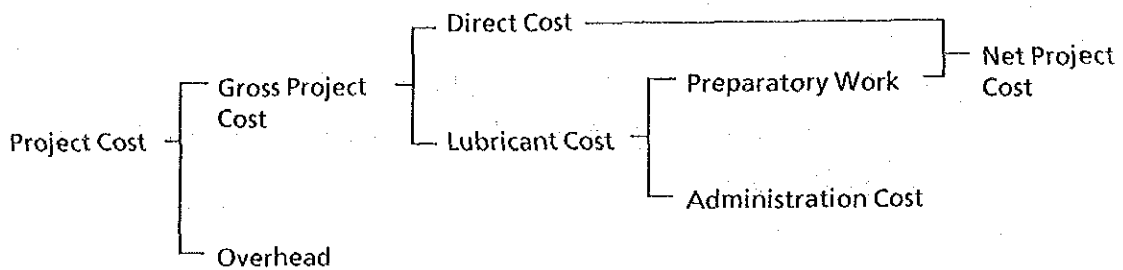 Direct Cost
Net Project
Cost
Gross Project
Cost
Preparatory Work
Project Cost
Lubricant Cost
Administration Cost
Overhead